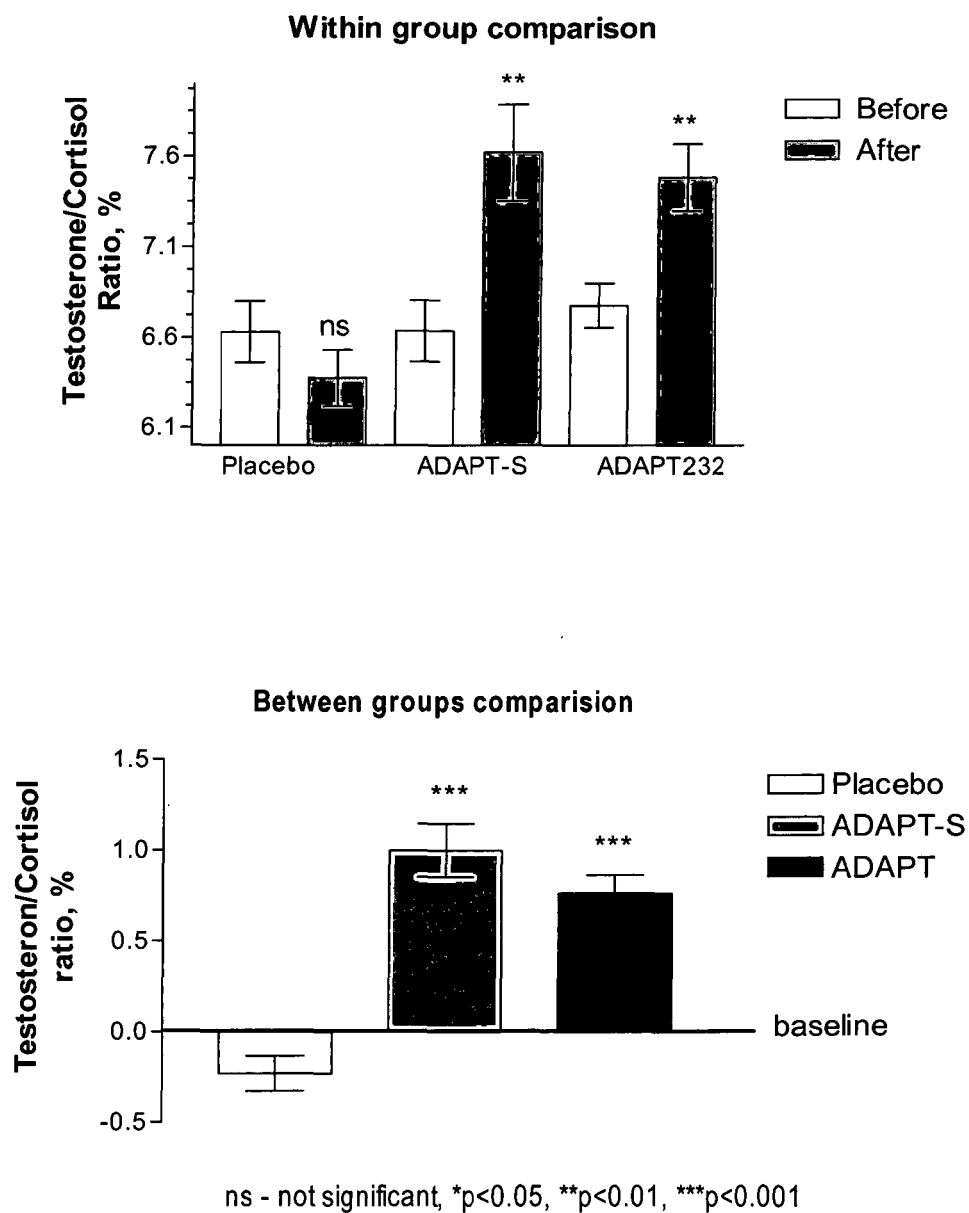 Within group comparison
Testosterone/Cortisol
Ratio, %
7.6
7.1
6.6
6.1
**
**
ns
Before
After
Placebo
ADAPT-S
ADAPT232
Between groups comparision
Testosteron/Cortisol
ratio, %
1.5
1.0
0.5
0.0
-0.5
***
***
Placebo
ADAPT-S
ADAPT
baseline
ns - not significant, *p<0.05, **p<0.01, ***p<0.001